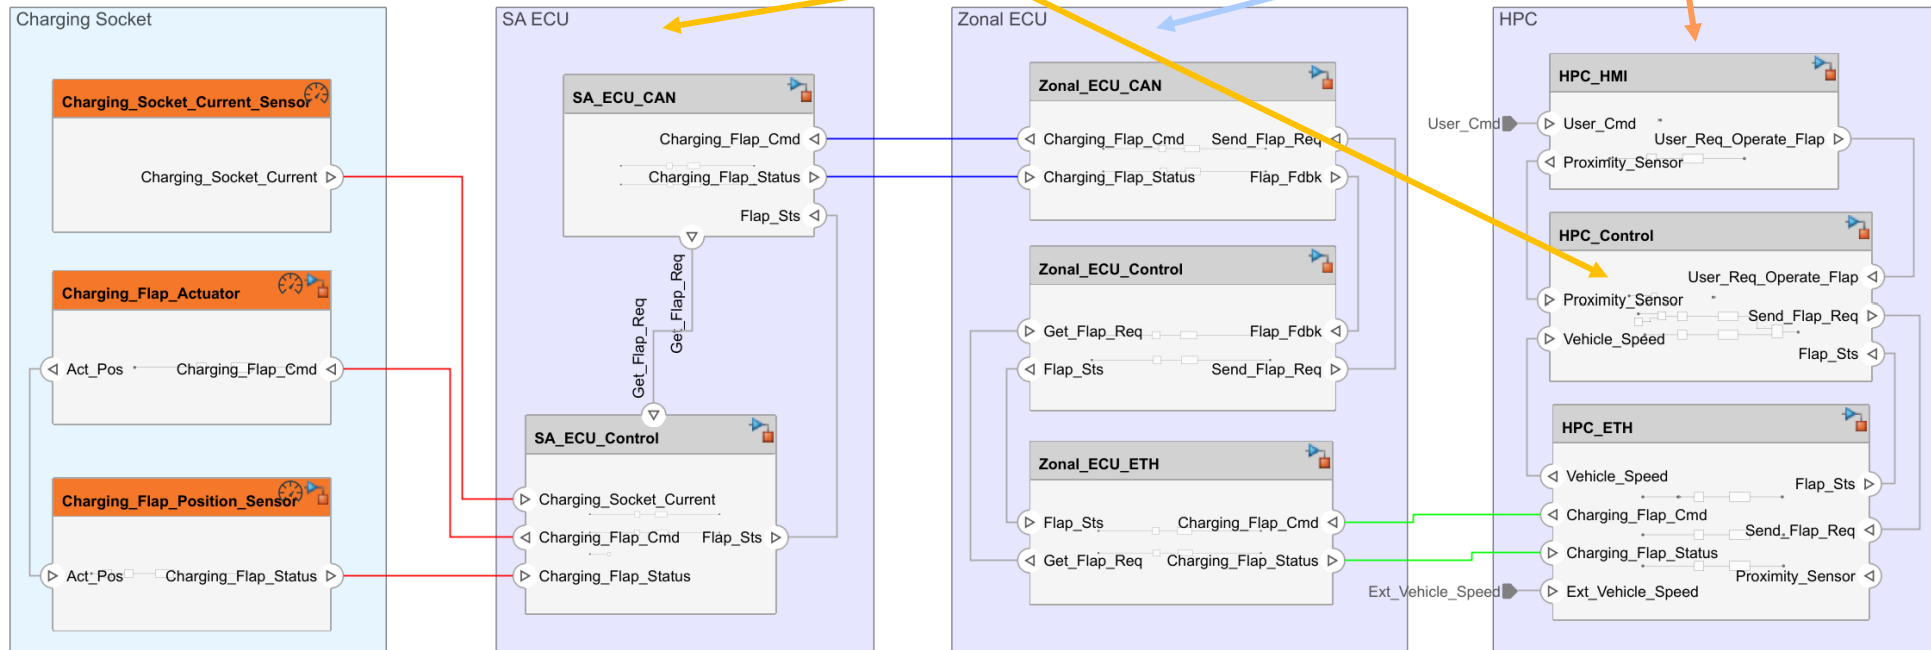 Charging Socket
Charging_Socket_Current_Sensor
Charging_Socket_Current
Charging_Flap_Actuator
Act_Pos
Charging_Flap_Cmd
Charging_Flap_Position_Sensor
Act_Pos
Charging_Flap_Status
SA ECU
SA_ECU_CAN
Charging_Flap_Cmd
Charging_Flap_Status
Flap_Sts
Get_Flap_Req
Get_Flap_Req
SA_ECU_Control
Charging_Socket_Current
Charging_Flap_Cmd
Flap_Sts
Charging_Flap_Status
Zonal ECU
Zonal_ECU_CAN
Charging_Flap_Cmd
Send_Flap_Req
Charging_Flap_Status
Flap_Fdbk
Zonal_ECU_Control
Get_Flap_Req
Flap_Fdbk
Flap_Sts
Send_Flap_Req
Zonal_ECU_ETH
Flap_Sts
Charging_Flap_Cmd
Get_Flap_Req
Charging_Flap_Status
HPC
HPC_HMI
User_Cmd
User_Cmd
User_Req_Operate_Flap
Proximity_Sensor
HPC_Control
User_Req_Operate_Flap
Proximity_Sensor
Send_Flap_Req
Vehicle_Speed
Flap_Sts
HPC_ETH
Vehicle_Speed
Flap_Sts
Charging_Flap_Cmd
Send_Flap_Req
Charging_Flap_Status
Proximity_Sensor
Ext_Vehicle_Speed
Ext_Vehicle_Speed